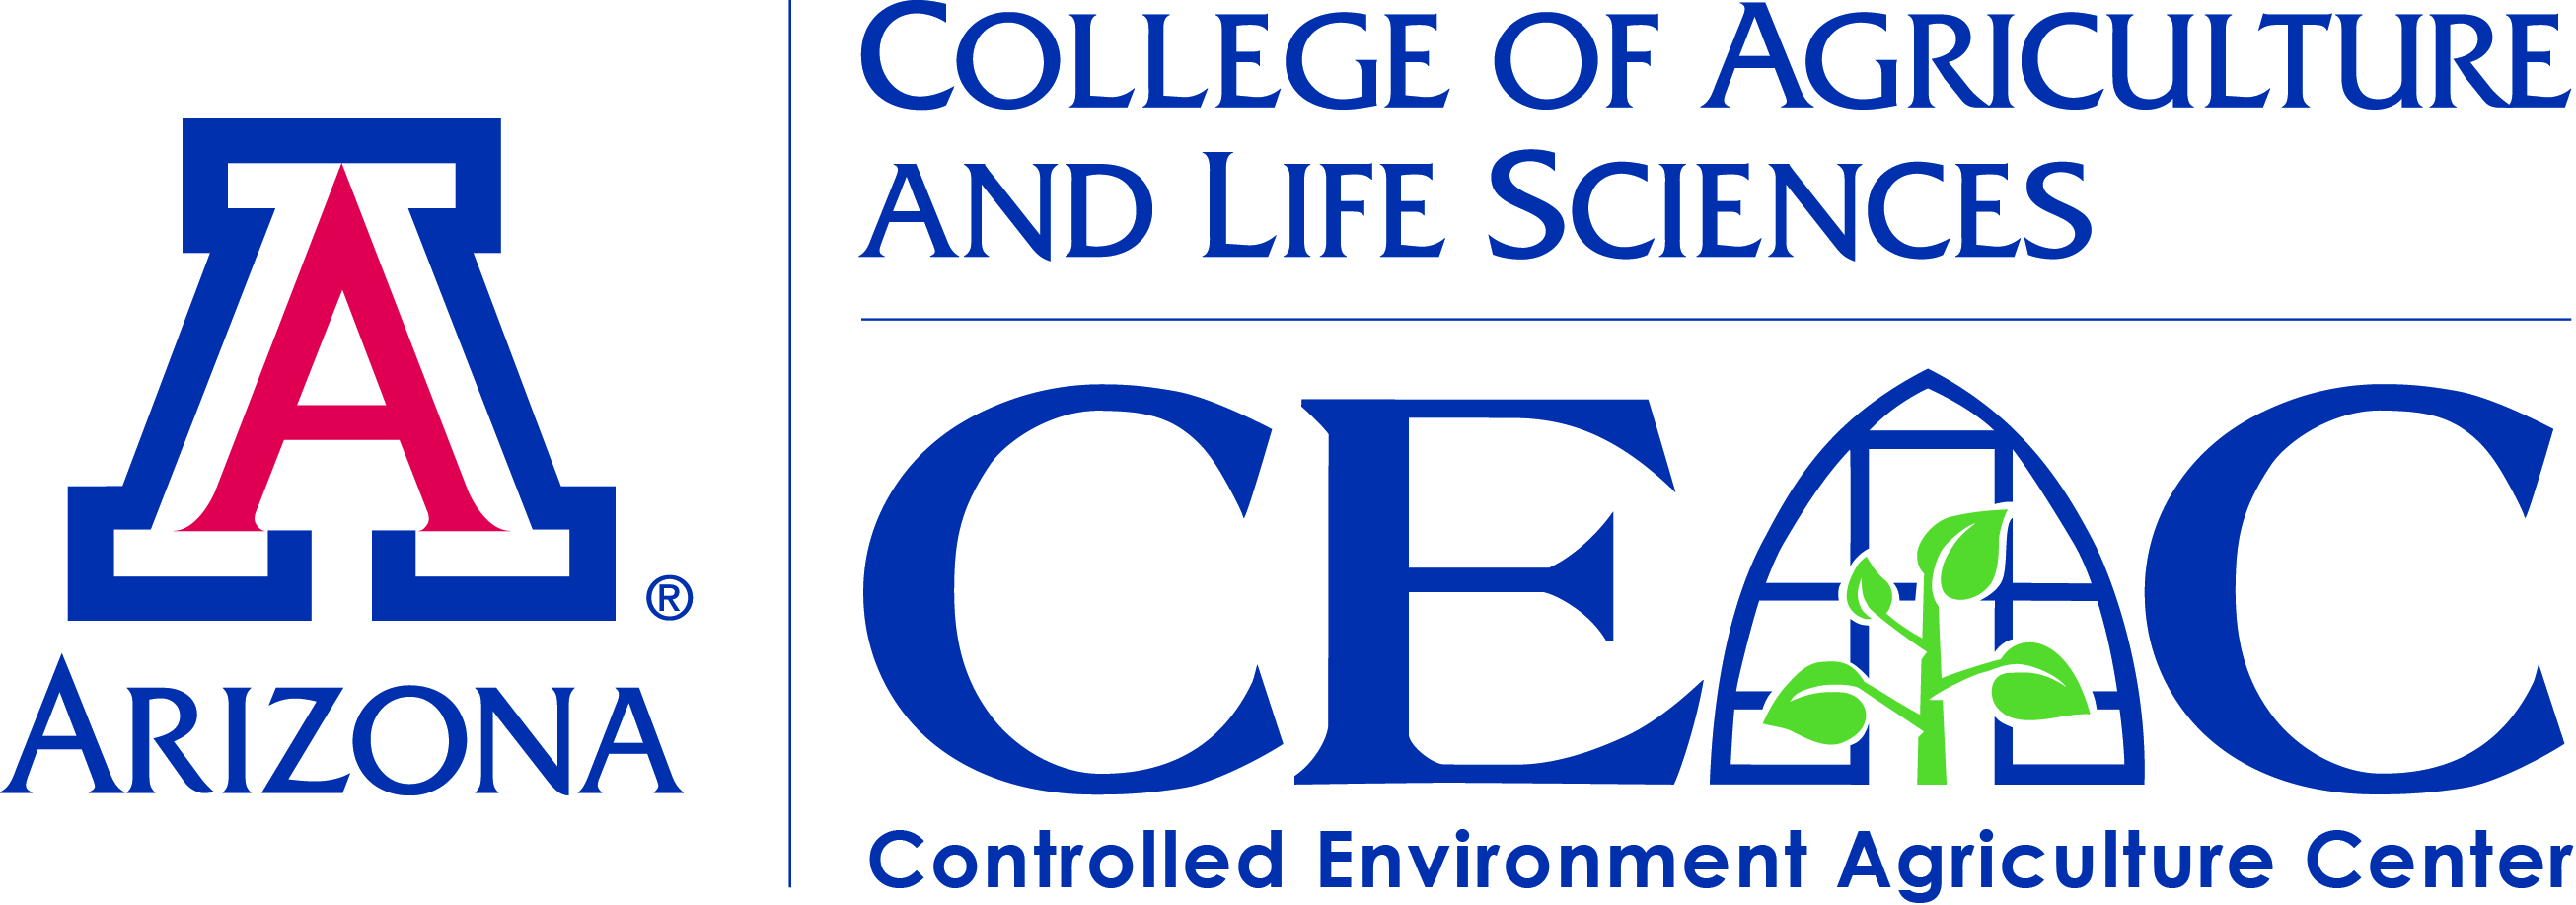 A
®
ARIZONA
COLLEGE OF AGRICULTURE
AND LIFE SCIENCES
CEAC
Controlled Environment Agriculture Center